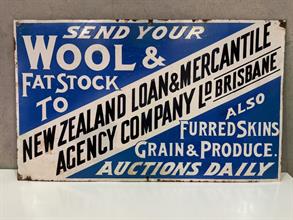 SEND YOUR
WOOL &
FAT STOCK
TO
NEW ZEALAND LOAN & MERCANTILE
AGENCY COMPANY LD BRISBANE
ALSO
FURRED SKINS
GRAIN & PRODUCE.
AUCTIONS DAILY